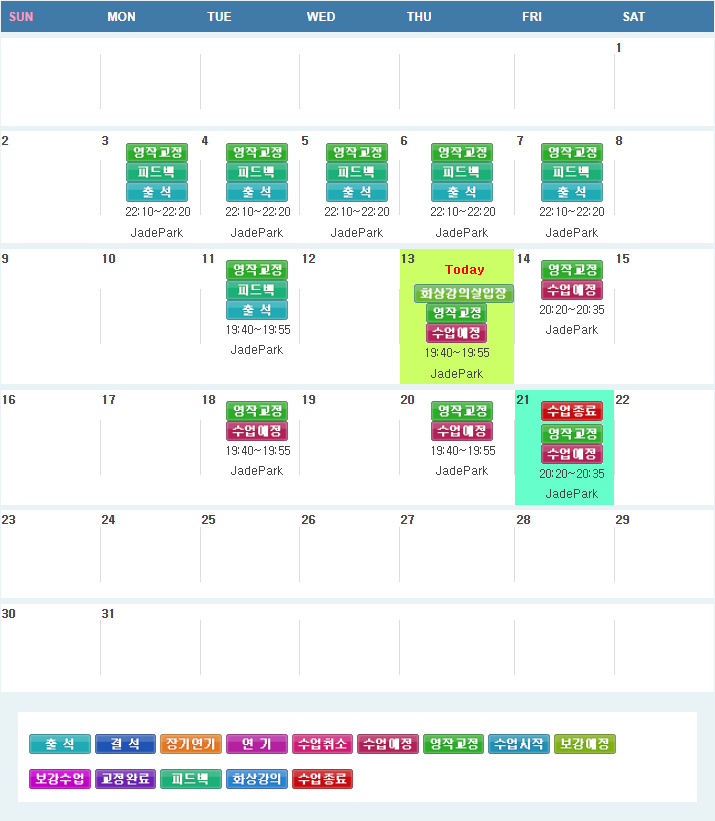 SUN MON TUE WED THU FRI SAT
1
2 3 4 5 6 7 8
영작교정 영작교정 영작교정 영작교정 영작교정
피드백 피드백 피드백 피드백 피드백
출 석 출 석 출 석 출 석 출 석
22:10~22:20 22:10~22:20 22:10~22:20 22:10~22:20 22:10~22:20
JadePark JadePark JadePark JadePark JadePark
9 10 11 12 13 14 15
영작교정
피드백
출 석
19:40~19:55
JadePark
Today
화상강의실입장
영작교정
수업예정
19:40~19:55
JadePark
영작교정
수업예정
20:20~20:35
JadePark
16 17 18 19 20 21 22
영작교정
수업예정
19:40~19:55
JadePark
영작교정
수업예정
19:40~19:55
JadePark
수업종료
영작교정
수업예정
20:20~20:35
JadePark
23 24 25 26 27 28 29
30 31
출 석 결 석 장기연기 연 기 수업취소 수업예정 영작교정 수업시작 보강예정
보강수업 교정완료 피드백 화상강의 수업종료